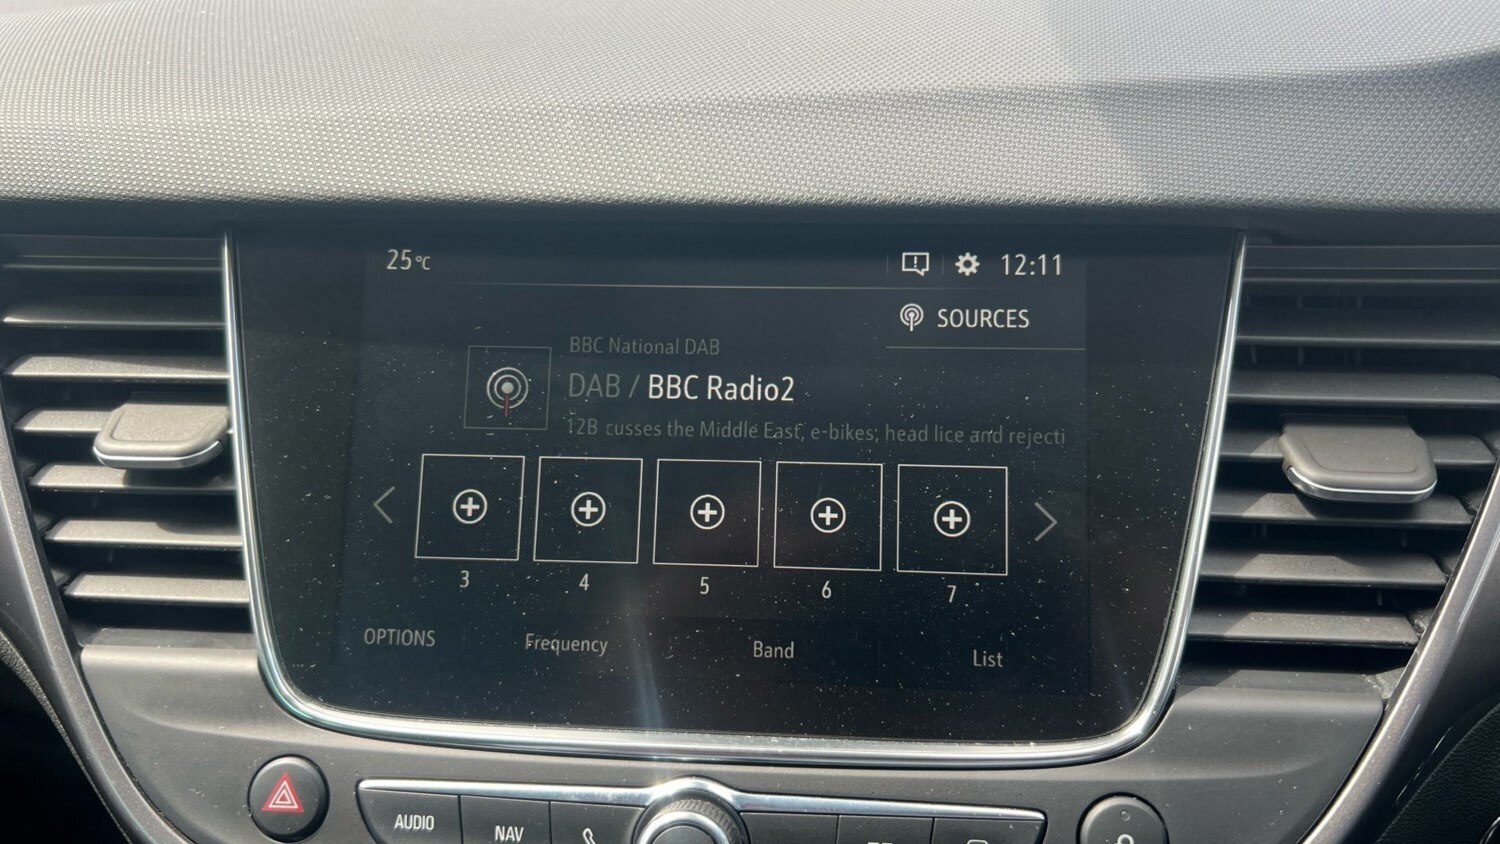 25°C
12:11
SOURCES
BBC National DAB
DAB / BBC Radio2
12B cusses the Middle East, e-bikes; head lice and rejecti
3 4 5 6 7
OPTIONS Frequency Band List
AUDIO NAV